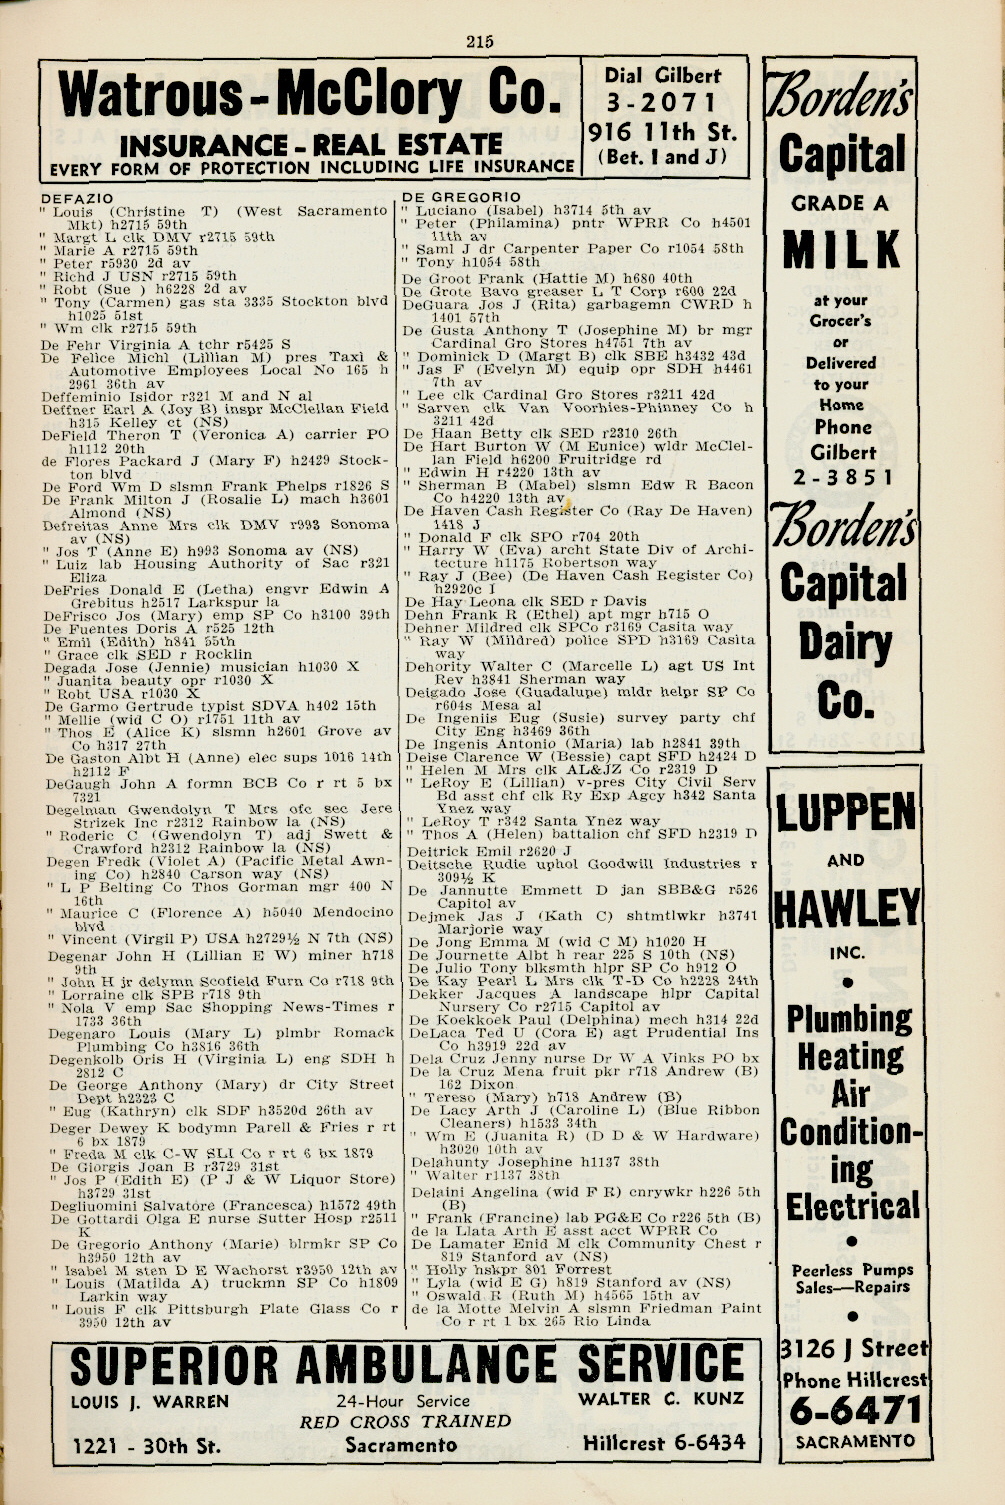 215
Watrous-McClory Co.
INSURANCE - REAL ESTATE
EVERY FORM OF PROTECTION INCLUDING LIFE INSURANCE
Dial Gilbert
3-2071
916 11th St.
(Bet. I and J)
DEFAZIO
" Louis (Christine T) (West Sacramento
Mkt) h2715 59th
" Margt L clk DMV r2715 59th
" Marie A r2715 59th
" Peter r5930 2d av
" Richd J USN r2715 59th
" Robt (Sue ) h6228 2d av
" Tony (Carmen) gas sta 3335 Stockton blvd
h1025 51st
" Wm clk r2715 59th
De Fehr Virginia A tchr r5425 S
De Felice Michl (Lillian M) pres Taxi &
Automotive Employees Local No 165 h
2961 36th av
Deffeminio Isidor r321 M and N al
Deffner Earl A (Joy B) inspr McClellan Field
h315 Kelley ct (NS)
DeField Theron T (Veronica A) carrier PO
h1112 20th
de Flores Packard J (Mary F) h2429 Stock-
ton blvd
De Ford Wm D slsmn Frank Phelps r1826 S
De Frank Milton J (Rosalie L) mach h3601
Almond (NS)
Defreitas Anne Mrs clk DMV r993 Sonoma
av (NS)
" Jos T (Anne E) h993 Sonoma av (NS)
" Luiz lab Housing Authority of Sac r321
Eliza
DeFries Donald E (Letha) engvr Edwin A
Grebitus h2517 Larkspur la
DeFrisco Jos (Mary) emp SP Co h3100 39th
De Fuentes Doris A r525 12th
" Emil (Edith) h841 55th
" Grace clk SED r Rocklin
Degada Jose (Jennie) musician h1030 X
" Juanita beauty opr r1030 X
" Robt USA r1030 X
De Garmo Gertrude typist SDVA h402 15th
" Mellie (wid C O) r1751 11th av
" Thos E (Alice K) slsmn h2601 Grove av
Co h317 27th
De Gaston Albt H (Anne) elec sups 1016 14th
h2112 F
DeGaugh John A formn BCB Co r rt 5 bx
7321
Degelman Gwendolyn T Mrs ofc sec Jere
Strizek Inc r2312 Rainbow la (NS)
" Roderic C (Gwendolyn T) adj Swett &
Crawford h2312 Rainbow la (NS)
Degen Fredk (Violet A) (Pacific Metal Awn-
ing Co) h2840 Carson way (NS)
" L P Belting Co Thos Gorman mgr 400 N
16th
" Maurice C (Florence A) h5040 Mendocino
blvd
" Vincent (Virgil P) USA h2729½ N 7th (NS)
Degenar John H (Lillian E W) miner h718
9th
" John H jr delymn Scofield Furn Co r718 9th
" Lorraine clk SPB r718 9th
" Nola V emp Sac Shopping News-Times r
1733 36th
Degenaro Louis (Mary L) plmbr Romack
Plumbing Co h3816 36th
Degenkolb Oris H (Virginia L) eng SDH h
2812 C
De George Anthony (Mary) dr City Street
Dept h2323 C
" Eug (Kathryn) clk SDF h3520d 26th av
Deger Dewey K bodymn Parell & Fries r rt
6 bx 1879
" Freda M clk C-W SLI Co r rt 6 bx 1879
De Giorgis Joan B r3729 31st
" Jos P (Edith E) (P J & W Liquor Store)
h3729 31st
Degliuomini Salvatore (Francesca) h1572 49th
De Gottardi Olga E nurse Sutter Hosp r2511
K
De Gregorio Anthony (Marie) blrmkr SP Co
h3950 12th av
" Isabel M sten D E Wachorst r3950 12th av
" Louis (Matilda A) truckmn SP Co h1809
Larkin way
" Louis F clk Pittsburgh Plate Glass Co r
3950 12th av
DE GREGORIO
" Luciano (Isabel) h3714 5th av
" Peter (Philamina) pntr WPRR Co h4501
11th av
" Saml J dr Carpenter Paper Co r1054 58th
" Tony h1054 58th
De Groot Frank (Hattie M) h680 40th
De Grote Bavo greaser L T Corp r600 22d
DeGuara Jos J (Rita) garbagemn CWRD h
1401 57th
De Gusta Anthony T (Josephine M) br mgr
Cardinal Gro Stores h4751 7th av
" Dominick D (Margt B) clk SBE h3432 43d
" Jas F (Evelyn M) equip opr SDH h4461
7th av
" Lee clk Cardinal Gro Stores r3211 42d
" Sarven clk Van Voorhies-Phinney Co h
3211 42d
De Haan Betty clk SED r2310 26th
De Hart Burton W (M Eunice) wldr McClel-
lan Field h6200 Fruitridge rd
" Edwin H r4220 13th av
" Sherman B (Mabel) slsmn Edw R Bacon
Co h4220 13th av
De Haven Cash Register Co (Ray De Haven)
1418 J
" Donald F clk SPO r704 20th
" Harry W (Eva) archt State Div of Archi-
tecture h1175 Robertson way
" Ray J (Bee) (De Haven Cash Register Co)
h2920c I
De Hay Leona clk SED r Davis
Dehn Frank R (Ethel) apt mgr h715 O
Dehner Mildred clk SPCo r3169 Casita way
" Ray W (Mildred) police SPD h3169 Casita
way
Dehority Walter C (Marcelle L) agt US Int
Rev h3841 Sherman way
Deigado Jose (Guadalupe) mldr helpr SP Co
r604s Mesa al
De Ingeniis Eug (Susie) survey party chf
City Eng h3469 36th
De Ingenis Antonio (Maria) lab h2841 39th
Deise Clarence W (Bessie) capt SFD h2424 D
" Helen M Mrs clk AL&JZ Co r2319 D
" LeRoy E (Lillian) v-pres City Civil Serv
Bd asst chf clk Ry Exp Agcy h342 Santa
Ynez way
" LeRoy T r342 Santa Ynez way
" Thos A (Helen) battalion chf SFD h2319 D
Deitrick Emil r2620 J
Deitsche Rudie uphol Goodwill Industries r
309½ K
De Jannutte Emmett D jan SBB&G r526
Capitol av
Dejmek Jas J (Kath C) shtmtlwkr h3741
Marjorie way
De Jong Emma M (wid C M) h1020 H
De Journette Albt h rear 225 S 10th (NS)
De Julio Tony blksmth hlpr SP Co h912 O
De Kay Pearl L Mrs clk T-D Co h2228 24th
Dekker Jacques A landscape hlpr Capital
Nursery Co r2715 Capitol av
De Koekkoek Paul (Delphina) mech h314 22d
DeLaca Ted U (Cora E) agt Prudential Ins
Co h3919 22d av
Dela Cruz Jenny nurse Dr W A Vinks PO bx
De la Cruz Mena fruit pkr r718 Andrew (B)
162 Dixon
" Tereso (Mary) h718 Andrew (B)
De Lacy Arth J (Caroline L) (Blue Ribbon
Cleaners) h1533 34th
" Wm E (Juanita R) (D D & W Hardware)
h3020 10th av
Delahunty Josephine h1137 38th
" Walter r1137 38th
Delaini Angelina (wid F R) cnrywkr h226 5th
(B)
" Frank (Francine) lab PG&E Co r226 5th (B)
de la Llata Arth E asst acct WPRR Co
De Lamater Enid M clk Community Chest r
819 Stanford av (NS)
" Holly hskpr 801 Forrest
" Lyla (wid E G) h819 Stanford av (NS)
" Oswald R (Ruth M) h4565 15th av
de la Motte Melvin A slsmn Friedman Paint
Co r rt 1 bx 265 Rio Linda
Borden's
Capital
GRADE A
MILK
at your
Grocer's
or
Delivered
to your
Home
Phone
Gilbert
2-3851
Borden's
Capital
Dairy
Co.
LUPPEN
AND
HAWLEY
INC.
•
Plumbing
Heating
Air
Condition-
ing
Electrical
•
Peerless Pumps
Sales—Repairs
•
3126 J Street
Phone Hillcrest
6-6471
SACRAMENTO
SUPERIOR AMBULANCE SERVICE
LOUIS J. WARREN 24-Hour Service WALTER C. KUNZ
RED CROSS TRAINED
1221 - 30th St. Sacramento Hillcrest 6-6434